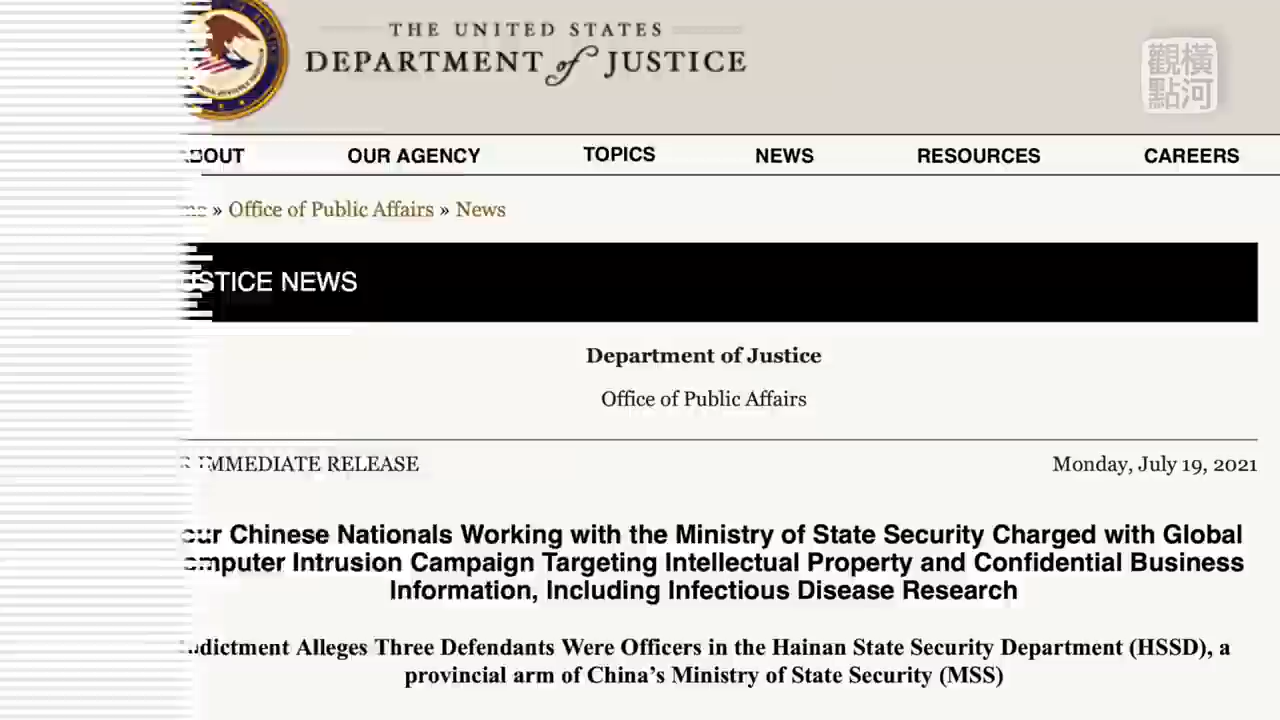 THE UNITED STATES
DEPARTMENT of JUSTICE
觀橫
點河
OUR AGENCY
TOPICS
NEWS
RESOURCES
CAREERS
» Office of Public Affairs » News
NEWS
Department of Justice
Office of Public Affairs
IMMEDIATE RELEASE
Monday, July 19, 2021
Chinese Nationals Working with the Ministry of State Security Charged with Global
Intrusion Campaign Targeting Intellectual Property and Confidential Business
Information, Including Infectious Disease Research
Alleges Three Defendants Were Officers in the Hainan State Security Department (HSSD), a
provincial arm of China's Ministry of State Security (MSS)